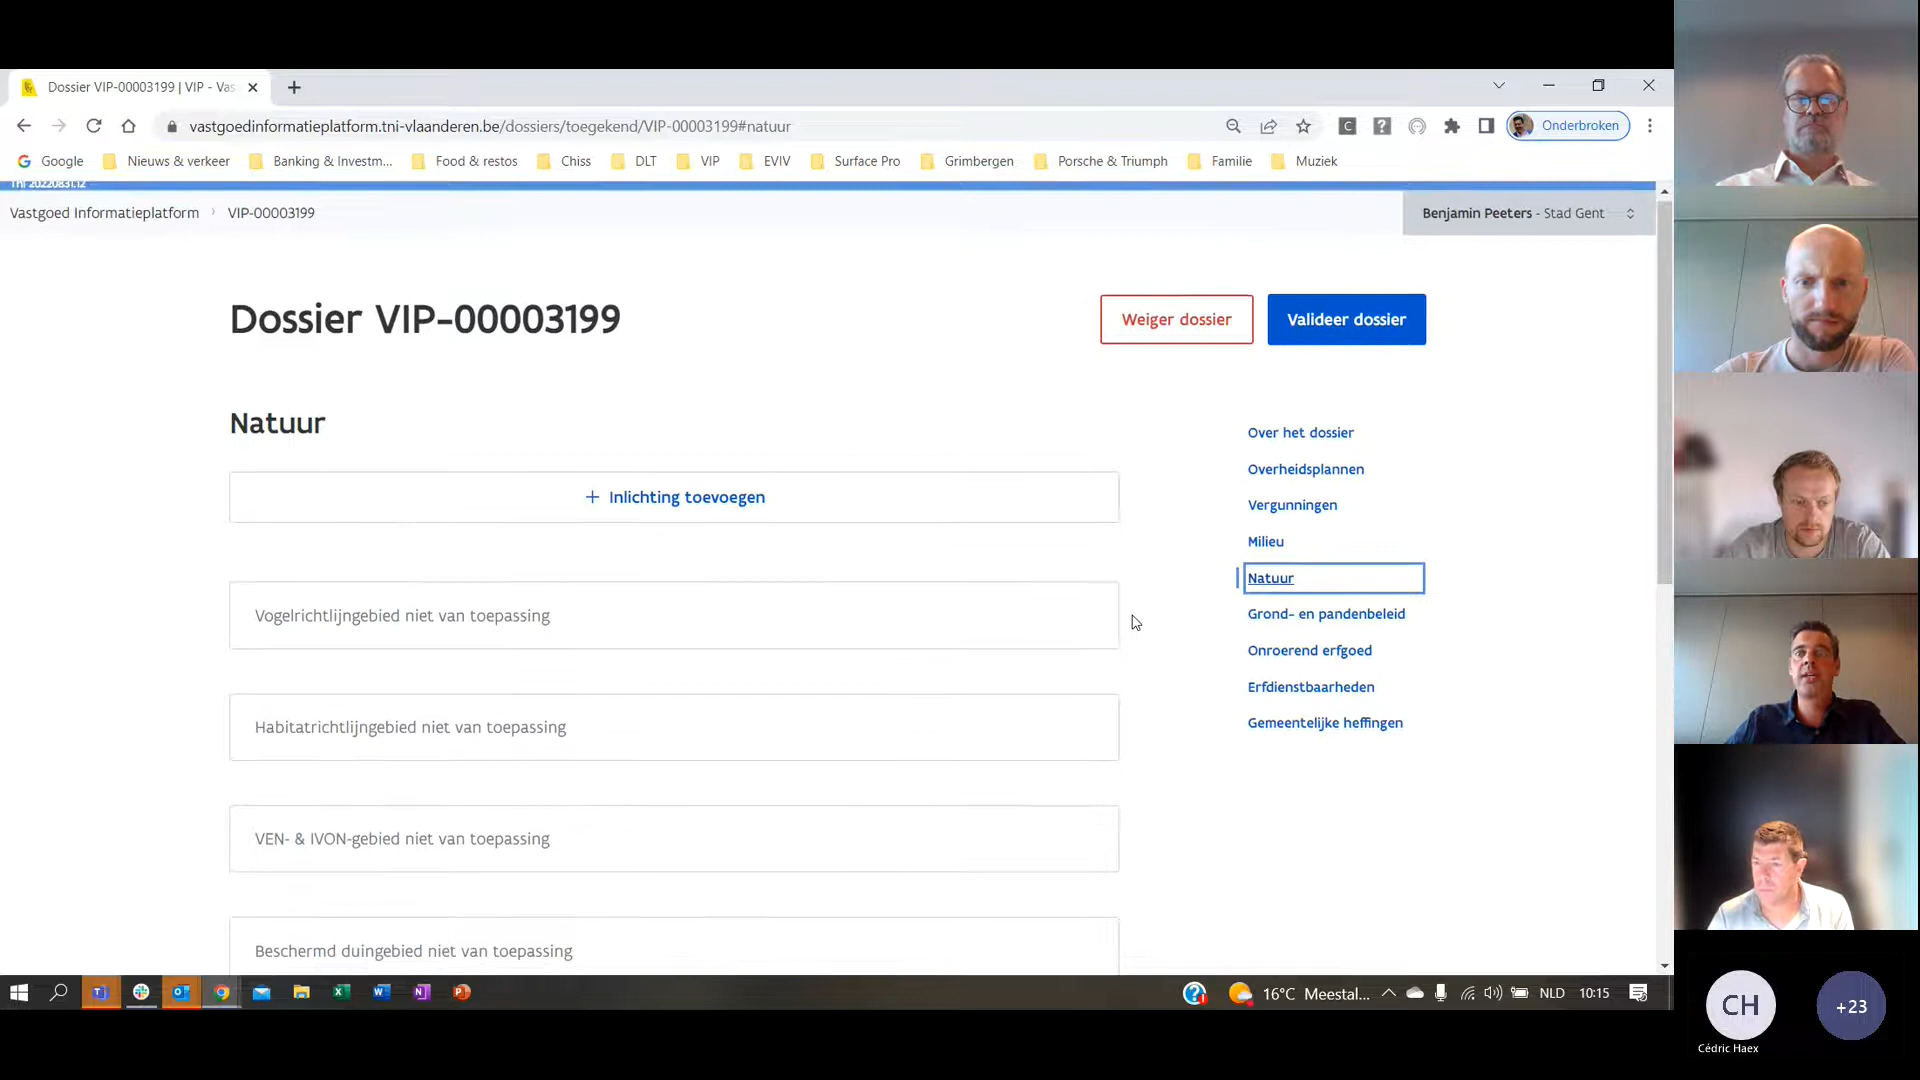 Dossier VIP-00003199 | VIP - Vas
vastgoedinformatieplatform.tni-vlaanderen.be/dossiers/toegekend/VIP-00003199#natuur
Onderbroken
Google
Nieuws & verkeer
Banking & Investm...
Food & restos
Chiss
DLT
VIP
EVIV
Surface Pro
Grimbergen
Porsche & Triumph
Familie
Muziek
TNI 20220831.12
Vastgoed Informatieplatform
VIP-00003199
Benjamin Peeters - Stad Gent
Dossier VIP-00003199
Weiger dossier
Valideer dossier
Natuur
+ Inlichting toevoegen
Vogelrichtlijngebied niet van toepassing
Habitatrichtlijngebied niet van toepassing
VEN- & IVON-gebied niet van toepassing
Beschermd duingebied niet van toepassing
Over het dossier
Overheidsplannen
Vergunningen
Milieu
Natuur
Grond- en pandenbeleid
Onroerend erfgoed
Erfdienstbaarheden
Gemeentelijke heffingen
16°C Meestal...
NLD
10:15
CH
+23
Cédric Haex